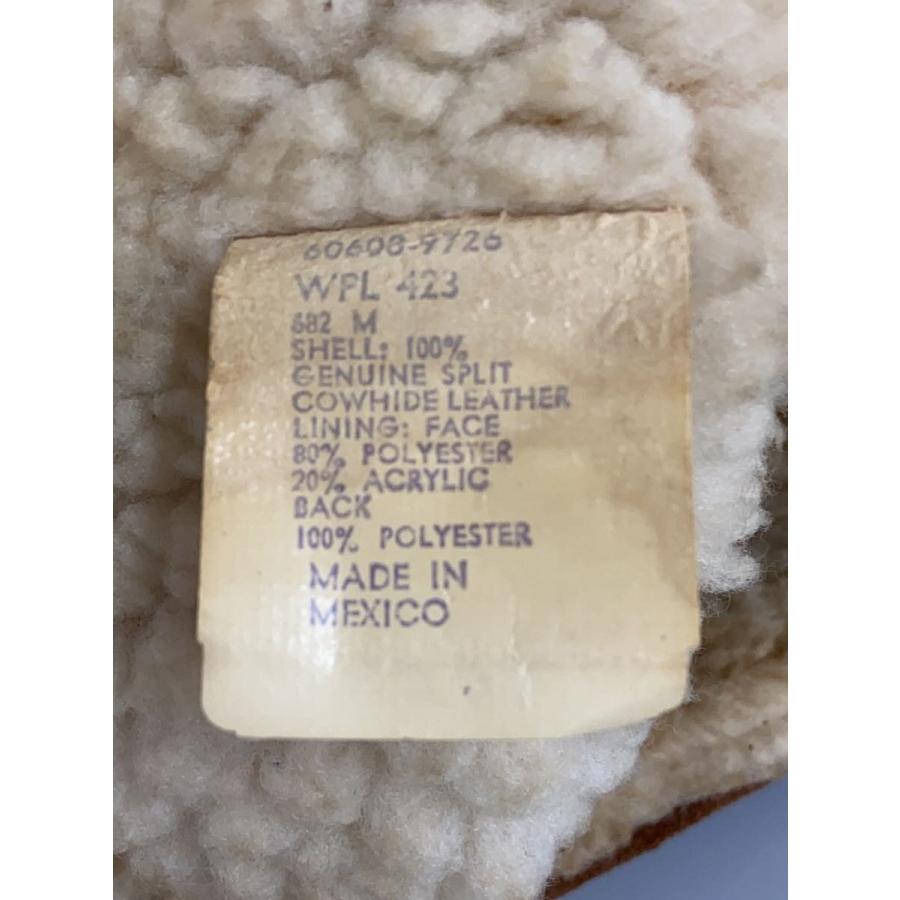 60608-9726
WPL 423
682 M
SHELL: 100%
GENUINE SPLIT
COWHIDE LEATHER
LINING: FACE
80% POLYESTER
20% ACRYLIC
BACK
100% POLYESTER
MADE IN
MEXICO